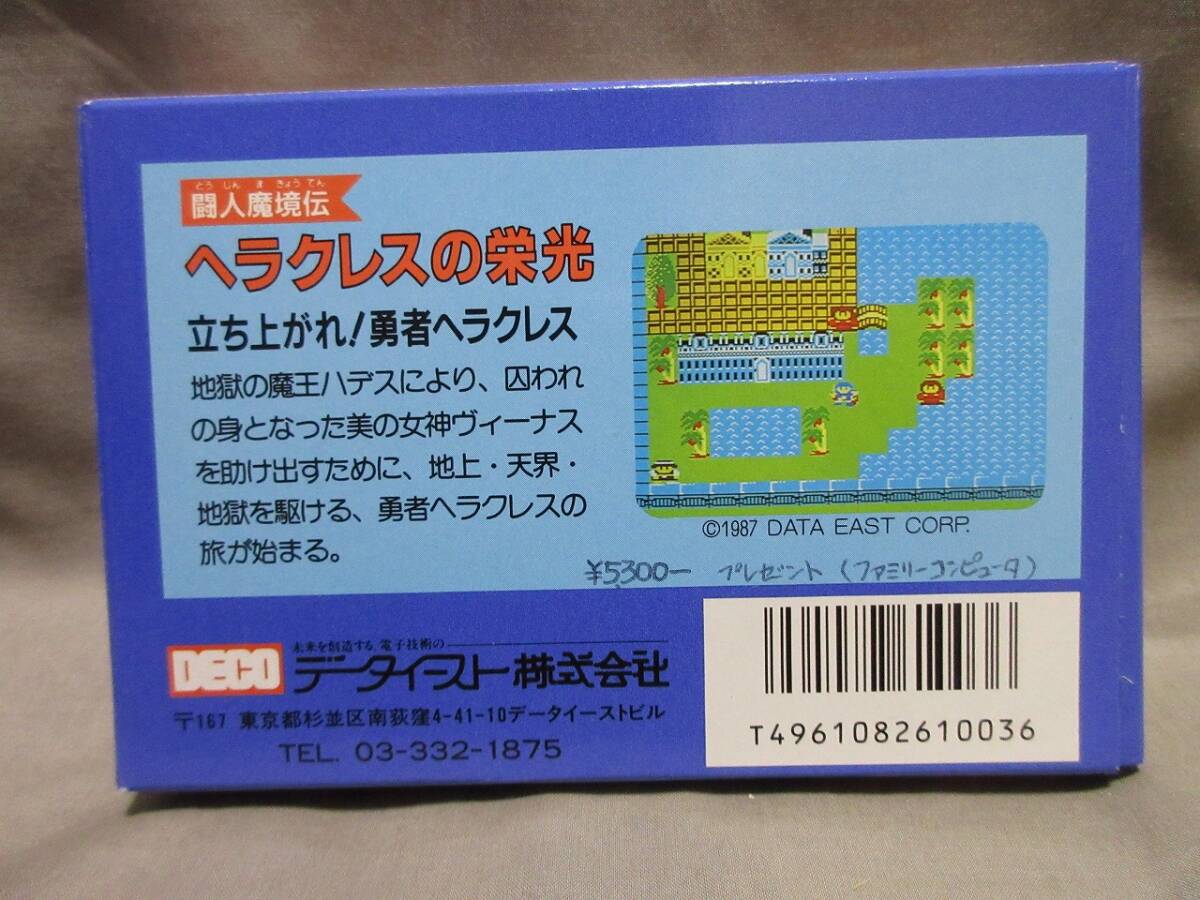 とう じん ま きょう でん
闘人魔境伝
ヘラクレスの栄光
立ち上がれ!勇者ヘラクレス
地獄の魔王ハデスにより、囚われ
の身となった美の女神ヴィーナス
を助け出すために、地上・天界・
地獄を駆ける、勇者ヘラクレスの
旅が始まる。
©1987 DATA EAST CORP.
¥5300- プレゼント (ファミリーコンピュータ)
DECO
未来を創造する、電子技術の
データイースト株式会社
〒167 東京都杉並区南荻窪4-41-10データイーストビル
TEL. 03-332-1875
T4961082610036